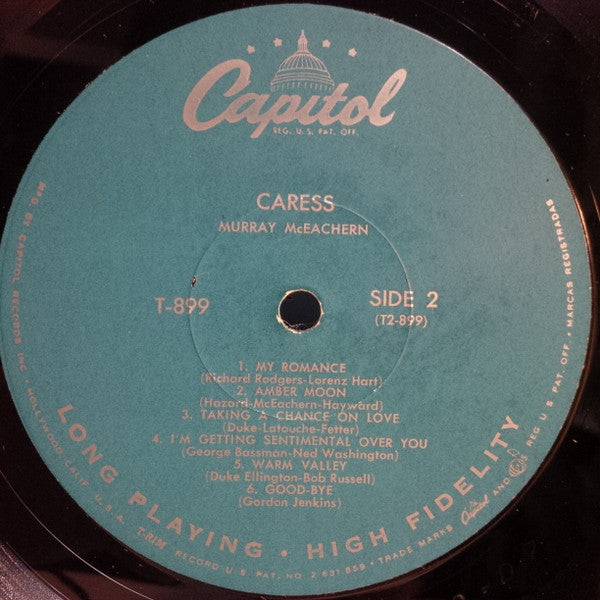 Capitol
REG. U.S. PAT. OFF.
CARESS
MURRAY McEACHERN
T-899
SIDE 2
(T2-899)
1. MY ROMANCE
(Richard Rodgers-Lorenz Hart)
2. AMBER MOON
(Hazard-McEachern-Hayward)
3. TAKING A CHANCE ON LOVE
(Duke-Latouche-Fetter)
4. I'M GETTING SENTIMENTAL OVER YOU
(George Bassman-Ned Washington)
5. WARM VALLEY
(Duke Ellington-Bob Russell)
6. GOOD-BYE
(Gordon Jenkins)
LONG PLAYING • HIGH FIDELITY
MFG. BY CAPITOL RECORDS INC. • HOLLYWOOD, CALIF. U.S.A. T-RIM RECORD U.S. PAT. NO 2 631 859 • TRADE MARKS Capitol AND REG U.S. PAT. OFF. • MARCAS REGISTRADAS